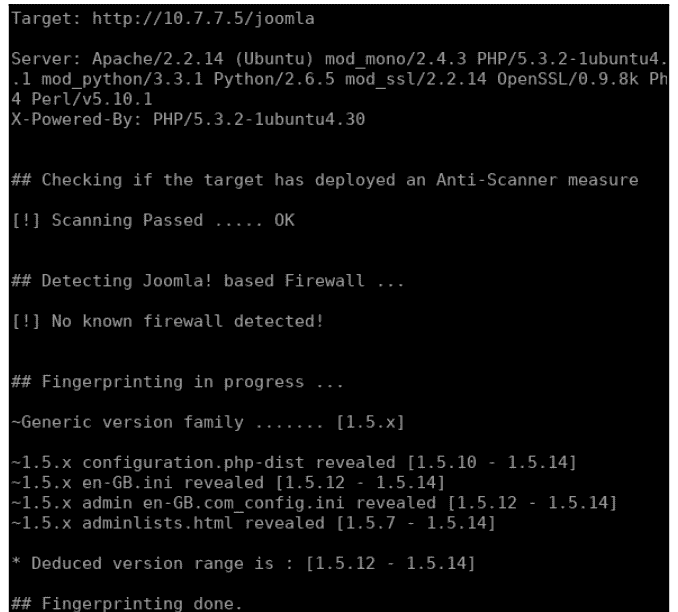 Target: http://10.7.7.5/joomla
Server: Apache/2.2.14 (Ubuntu) mod_mono/2.4.3 PHP/5.3.2-1ubuntu4.
.1 mod_python/3.3.1 Python/2.6.5 mod_ssl/2.2.14 OpenSSL/0.9.8k Ph
4 Perl/v5.10.1
X-Powered-By: PHP/5.3.2-1ubuntu4.30
## Checking if the target has deployed an Anti-Scanner measure
[!] Scanning Passed ..... OK
## Detecting Joomla! based Firewall ...
[!] No known firewall detected!
## Fingerprinting in progress ...
~Generic version family ....... [1.5.x]
~1.5.x configuration.php-dist revealed [1.5.10 - 1.5.14]
~1.5.x en-GB.ini revealed [1.5.12 - 1.5.14]
~1.5.x admin en-GB.com_config.ini revealed [1.5.12 - 1.5.14]
~1.5.x adminlists.html revealed [1.5.7 - 1.5.14]
* Deduced version range is : [1.5.12 - 1.5.14]
## Fingerprinting done.